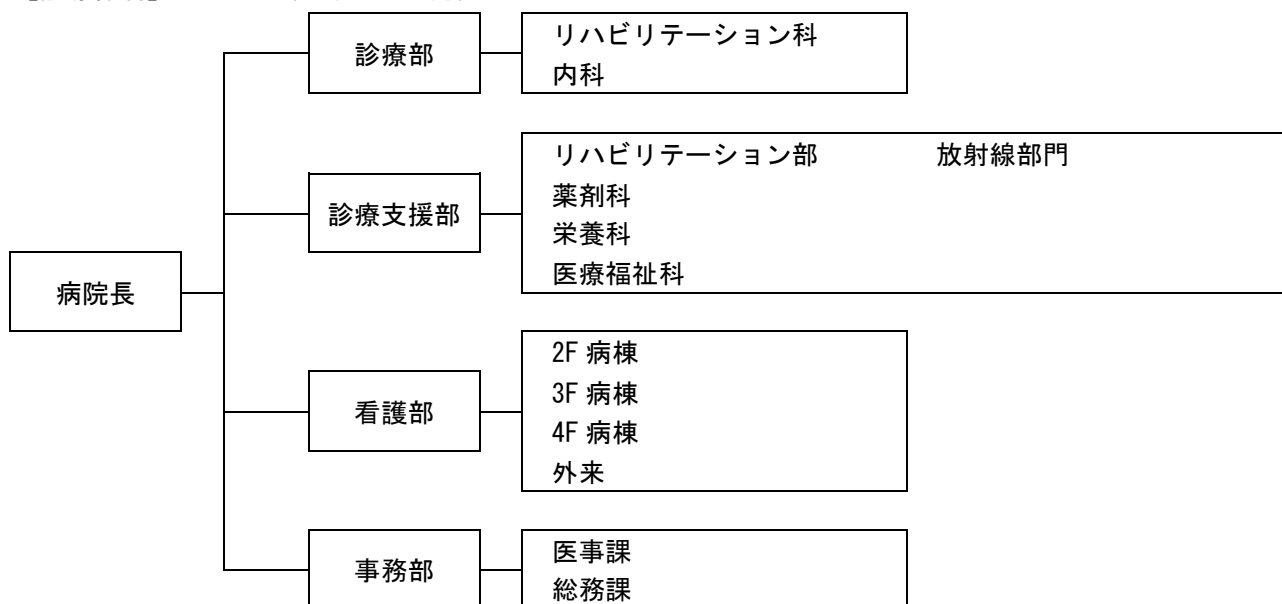 診療部
リハビリテーション科
内科
診療支援部
リハビリテーション部 放射線部門
薬剤科
栄養科
医療福祉科
病院長
看護部
2F 病棟
3F 病棟
4F 病棟
外来
事務部
医事課
総務課